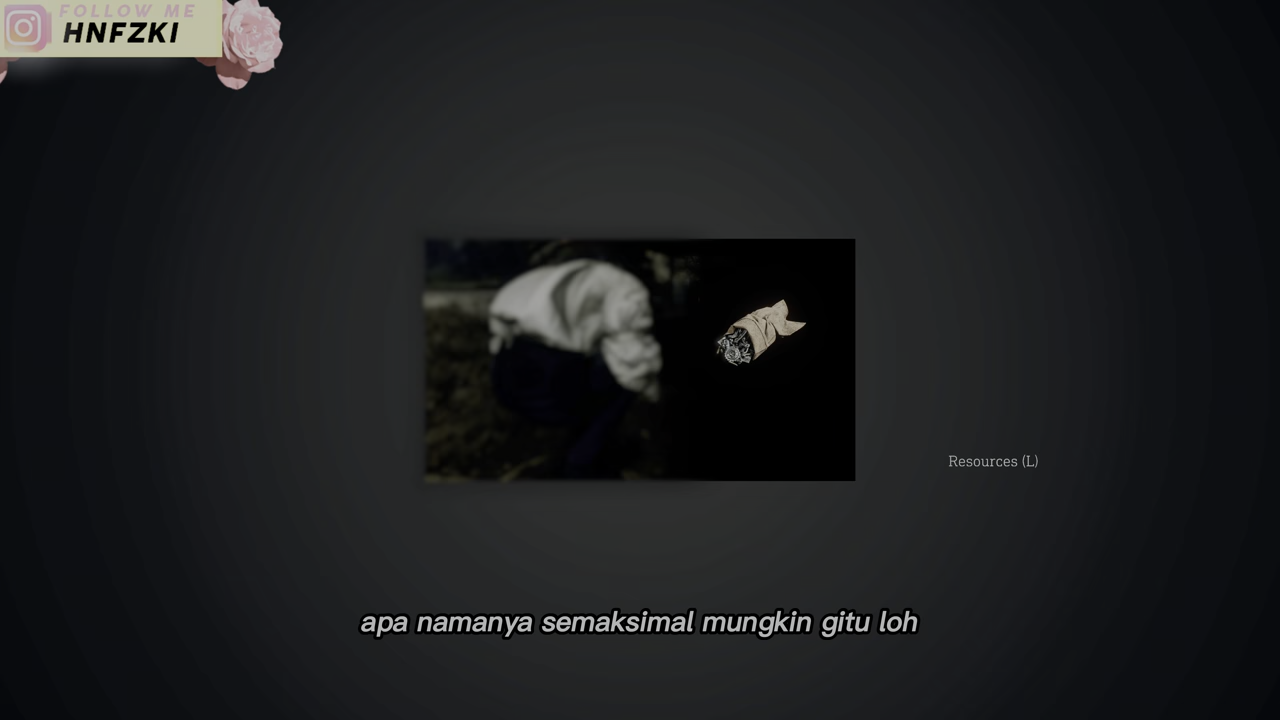 FOLLOW ME
HNFZKI
Resources (L)
apa namanya semaksimal mungkin gitu loh